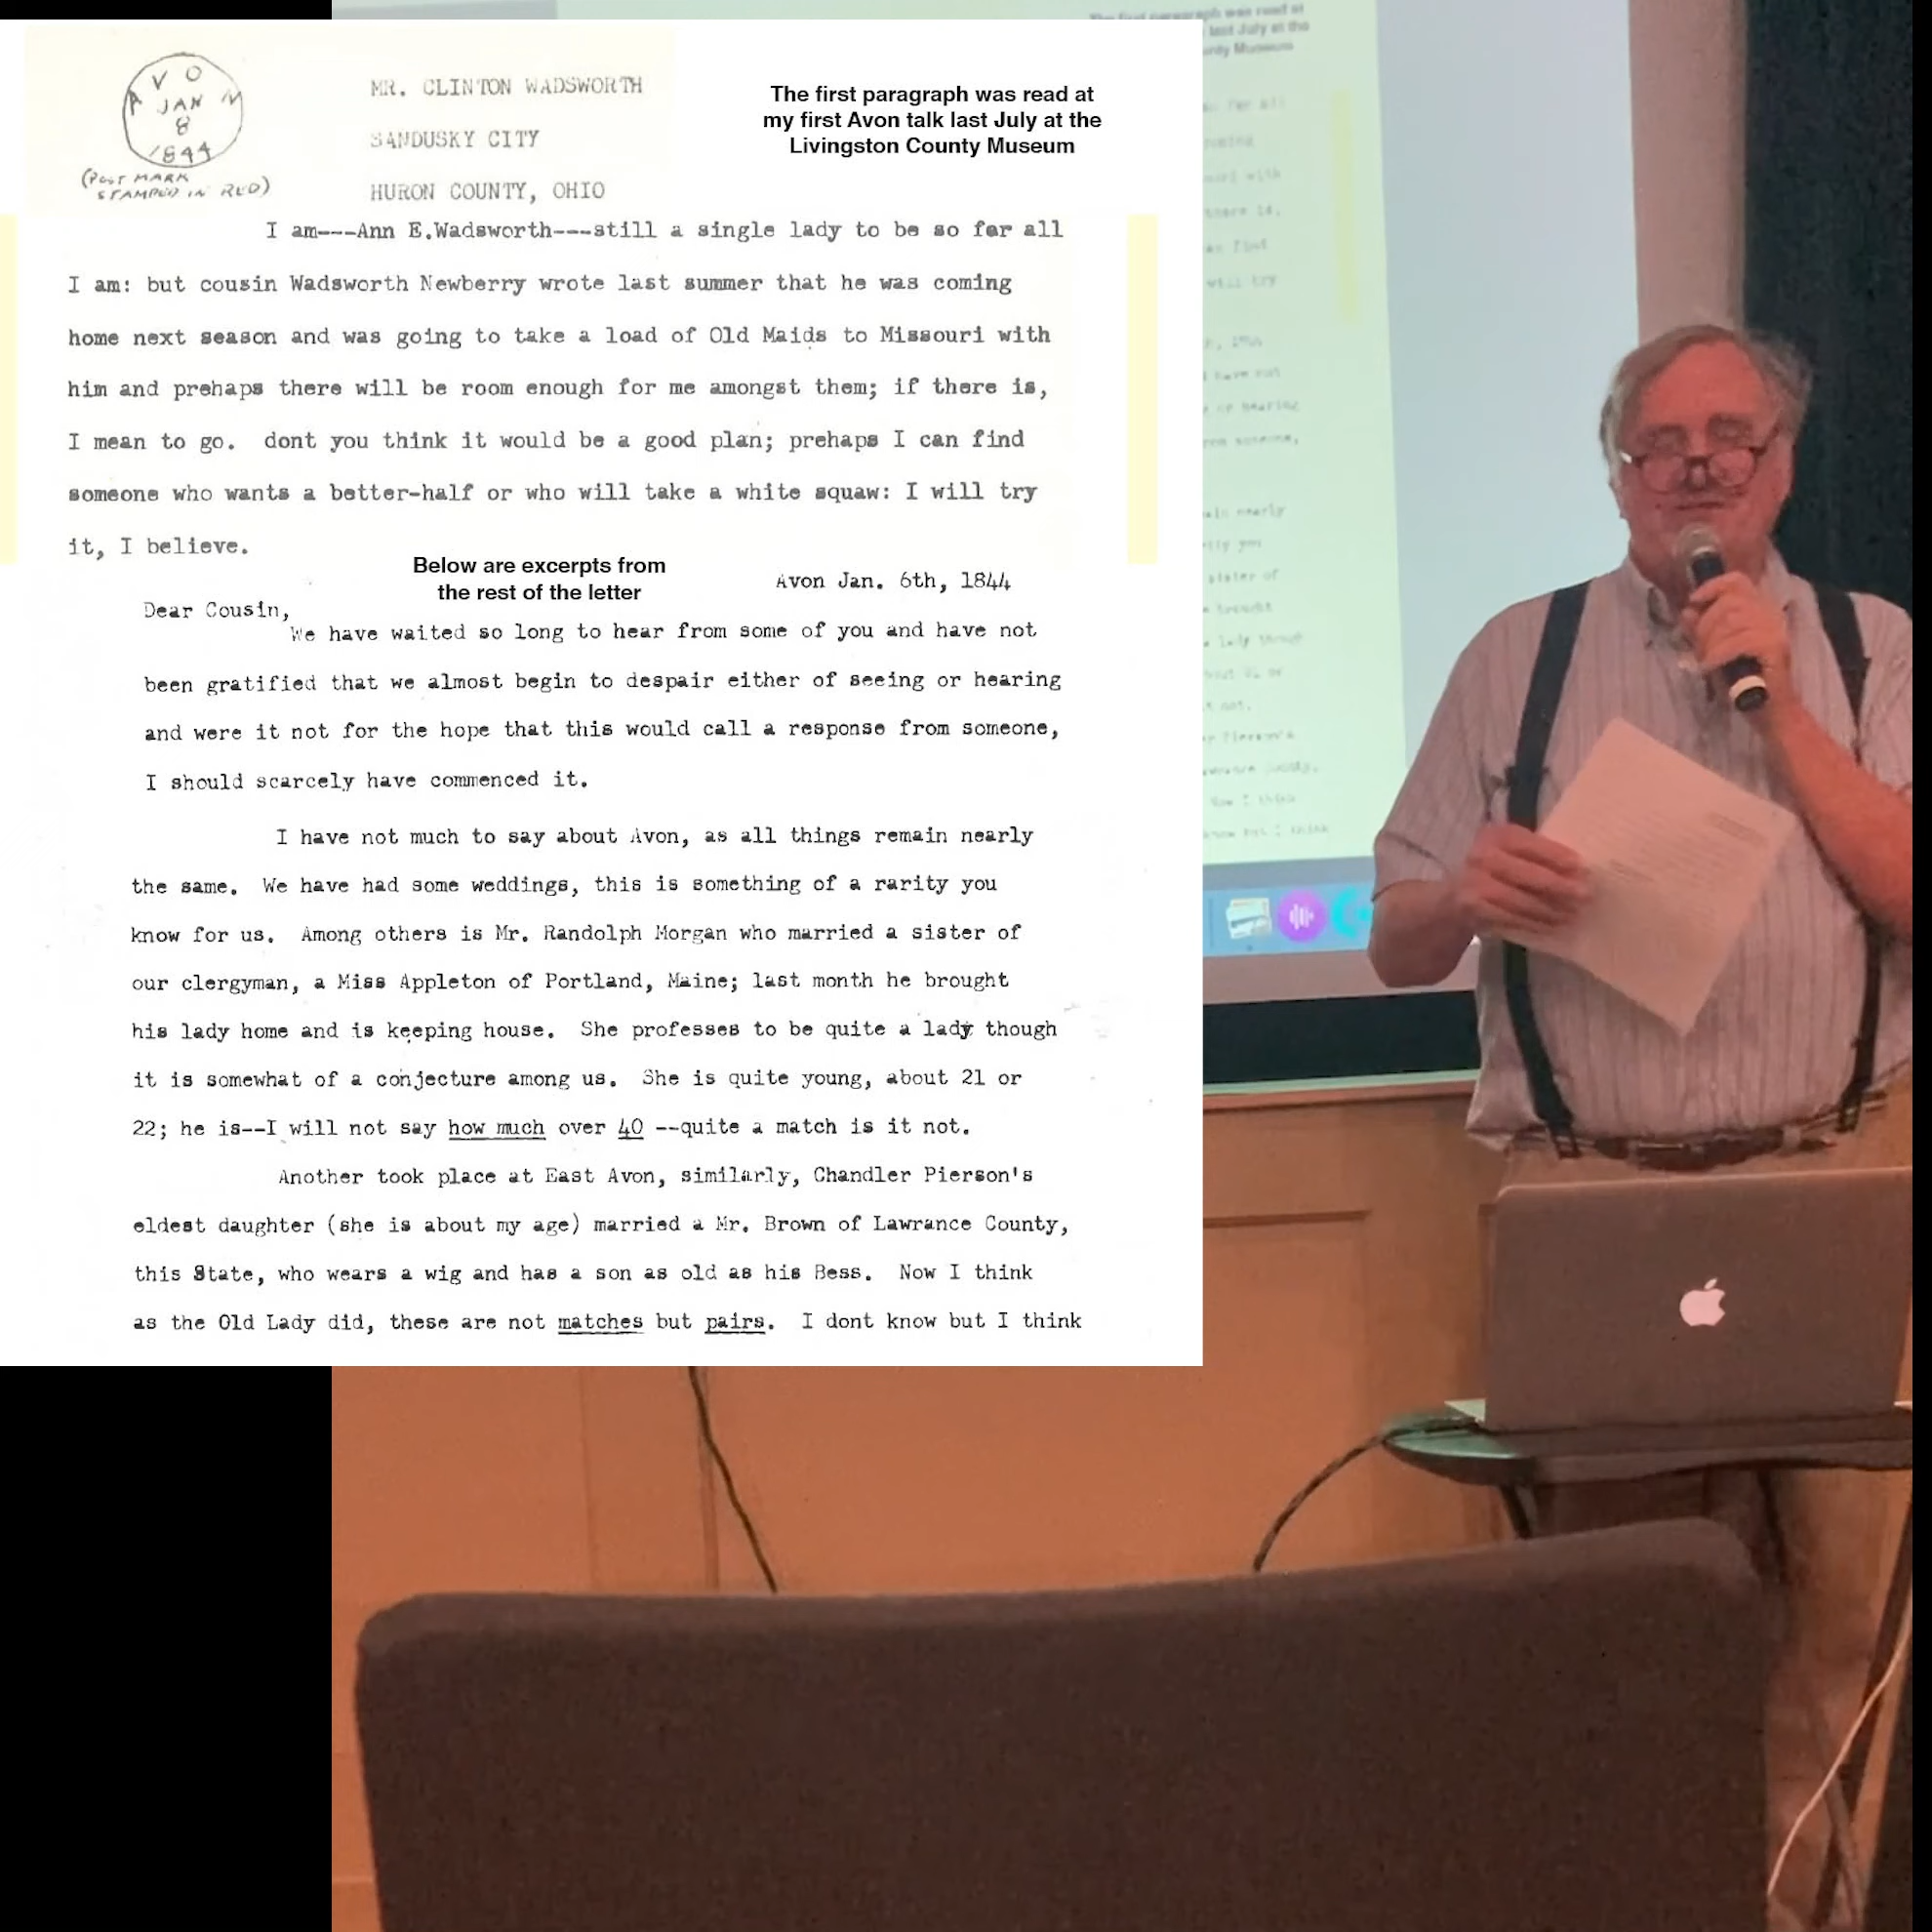 A V O N
JAN
8
1844
(POST MARK
STAMPED IN RED)
MR. CLINTON WADSWORTH
SANDUSKY CITY
HURON COUNTY, OHIO
The first paragraph was read at
my first Avon talk last July at the
Livingston County Museum
I am---Ann E.Wadsworth---still a single lady to be so far all
I am: but cousin Wadsworth Newberry wrote last summer that he was coming
home next season and was going to take a load of Old Maids to Missouri with
him and prehaps there will be room enough for me amongst them; if there is,
I mean to go. dont you think it would be a good plan; prehaps I can find
someone who wants a better-half or who will take a white squaw: I will try
it, I believe.
Below are excerpts from
the rest of the letter
Avon Jan. 6th, 1844
Dear Cousin,
We have waited so long to hear from some of you and have not
been gratified that we almost begin to despair either of seeing or hearing
and were it not for the hope that this would call a response from someone,
I should scarcely have commenced it.
I have not much to say about Avon, as all things remain nearly
the same. We have had some weddings, this is something of a rarity you
know for us. Among others is Mr. Randolph Morgan who married a sister of
our clergyman, a Miss Appleton of Portland, Maine; last month he brought
his lady home and is keeping house. She professes to be quite a lady though
it is somewhat of a conjecture among us. She is quite young, about 21 or
22; he is--I will not say how much over 40 --quite a match is it not.
Another took place at East Avon, similarly, Chandler Pierson's
eldest daughter (she is about my age) married a Mr. Brown of Lawrance County,
this State, who wears a wig and has a son as old as his Bess. Now I think
as the Old Lady did, these are not matches but pairs. I dont know but I think